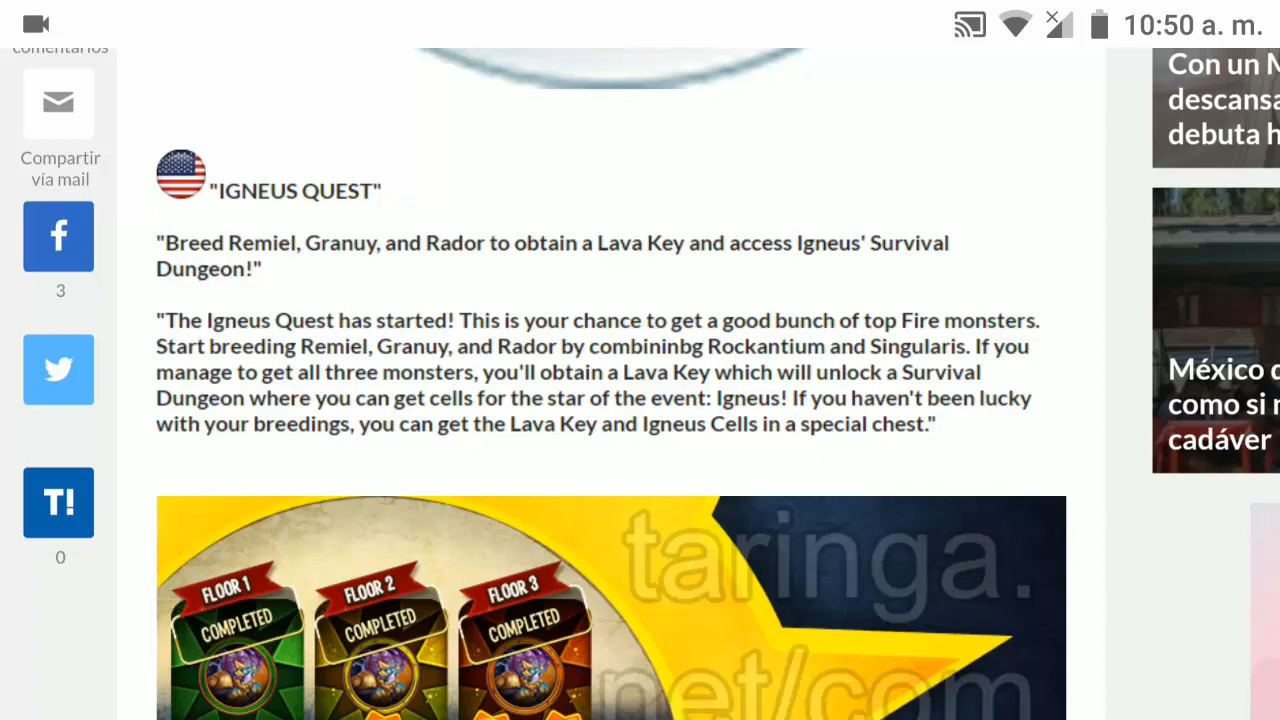 10:50 a. m.
comentarios
Compartir
vía mail
f
3
T!
0
"IGNEUS QUEST"
"Breed Remiel, Granuy, and Rador to obtain a Lava Key and access Igneus' Survival
Dungeon!"
"The Igneus Quest has started! This is your chance to get a good bunch of top Fire monsters.
Start breeding Remiel, Granuy, and Rador by combininbg Rockantium and Singularis. If you
manage to get all three monsters, you'll obtain a Lava Key which will unlock a Survival
Dungeon where you can get cells for the star of the event: Igneus! If you haven't been lucky
with your breedings, you can get the Lava Key and Igneus Cells in a special chest."
FLOOR 1
COMPLETED
FLOOR 2
COMPLETED
FLOOR 3
COMPLETED
taringa.
net/com
Con un M
descansa
debuta h
México d
como si
cadáver